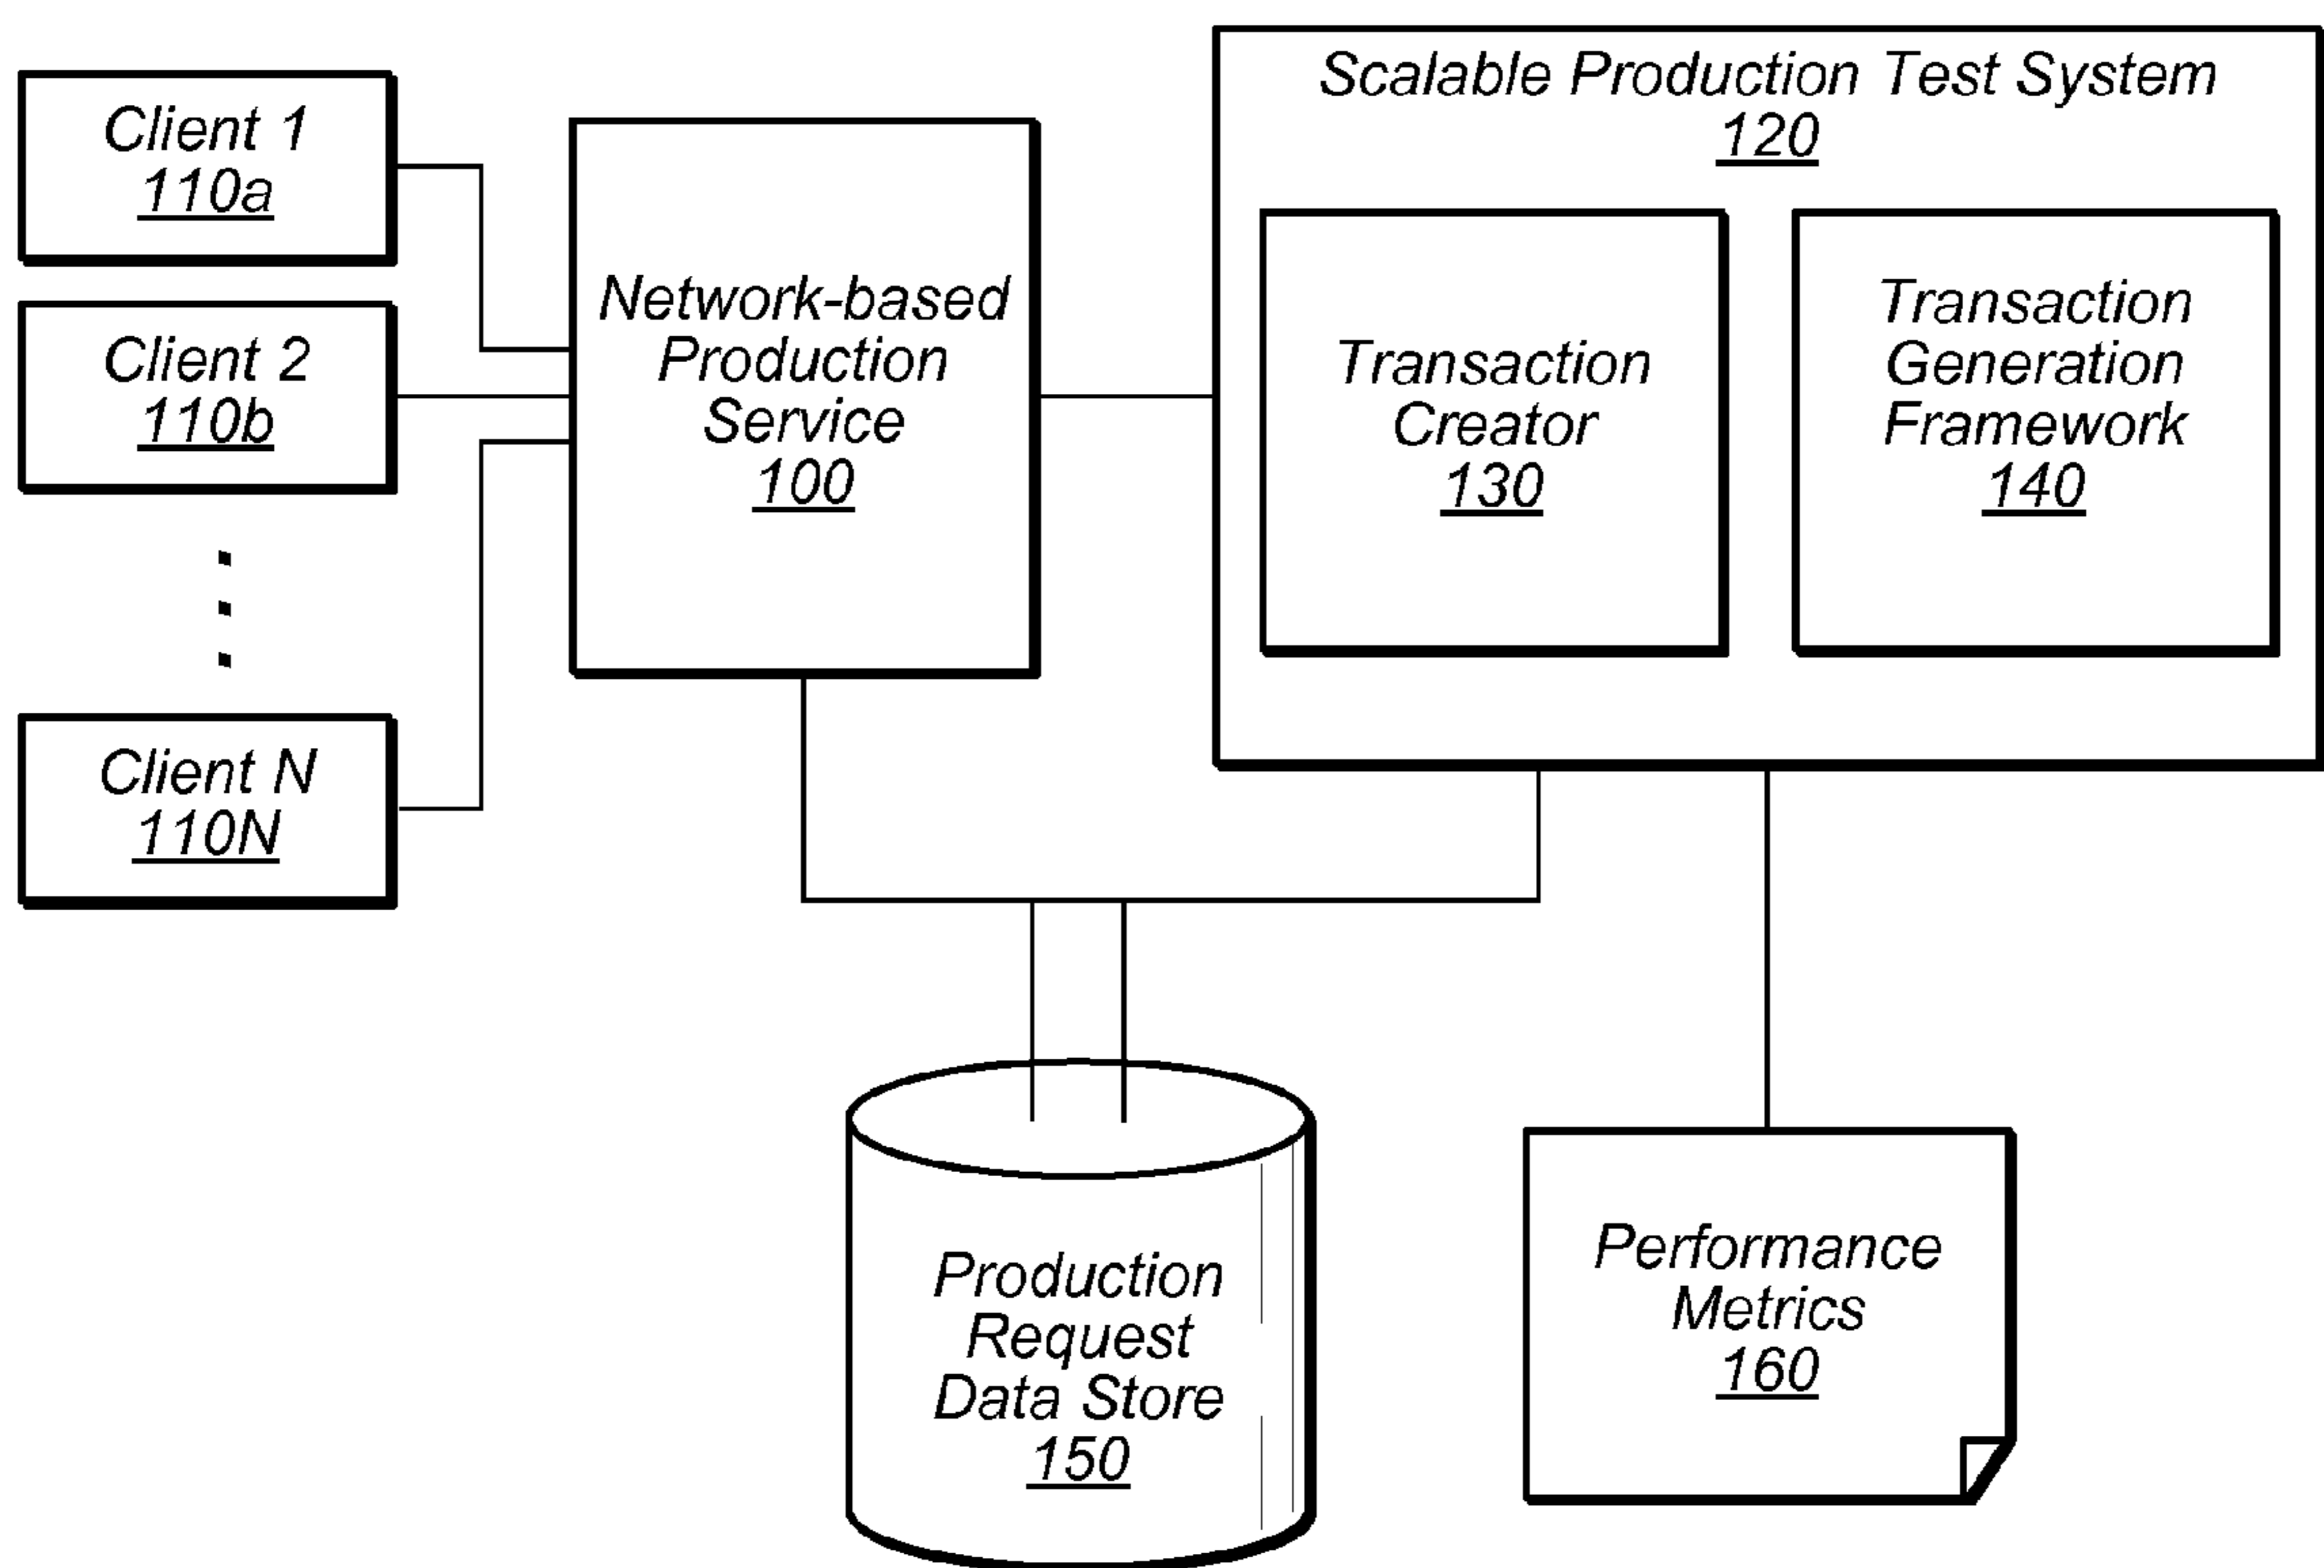 Client 1
110a
Client 2
110b
Client N
110N
Network-based
Production
Service
100
Scalable Production Test System
120
Transaction
Creator
130
Transaction
Generation
Framework
140
Production
Request
Data Store
150
Performance
Metrics
160